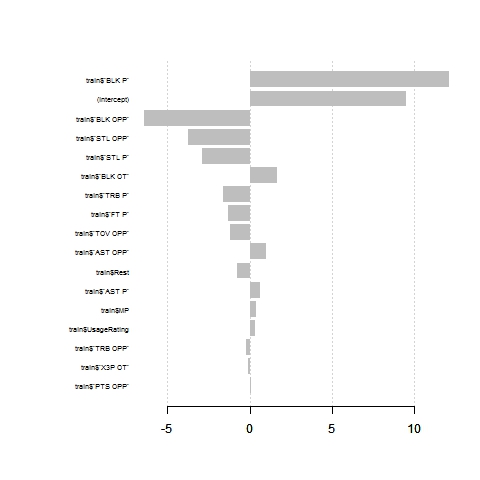 train$`BLK P`
(Intercept)
train$`BLK OPP`
train$`STL OPP`
train$`STL P`
train$`BLK OT`
train$`TRB P`
train$`FT P`
train$`TOV OPP`
train$`AST OPP`
train$Rest
train$`AST P`
train$MP
train$UsageRating
train$`TRB OPP`
train$`X3P OT`
train$`PTS OPP`
-5 0 5 10